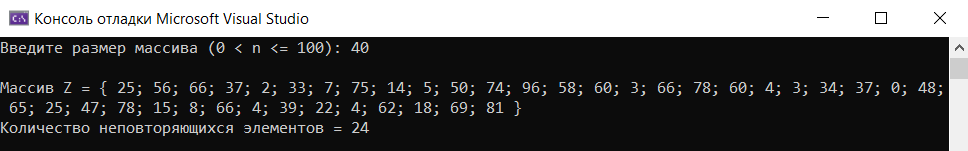 Консоль отладки Microsoft Visual Studio
Введите размер массива (0 < n <= 100): 40
Массив Z = { 25; 56; 66; 37; 2; 33; 7; 75; 14; 5; 50; 74; 96; 58; 60; 3; 66; 78; 60; 4; 3; 34; 37; 0; 48;
65; 25; 47; 78; 15; 8; 66; 4; 39; 22; 4; 62; 18; 69; 81 }
Количество неповторяющихся элементов = 24